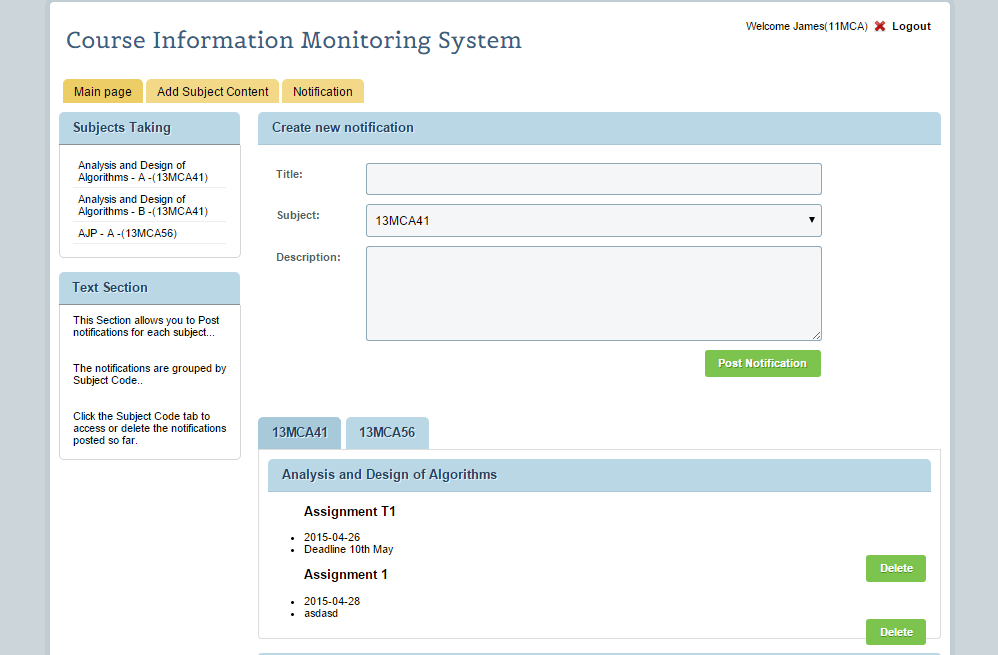 Course Information Monitoring System
Welcome James(11MCA) Logout
Main page
Add Subject Content
Notification
Subjects Taking
Analysis and Design of
Algorithms - A -(13MCA41)
Analysis and Design of
Algorithms - B -(13MCA41)
AJP - A -(13MCA56)
Text Section
This Section allows you to Post
notifications for each subject...
The notifications are grouped by
Subject Code..
Click the Subject Code tab to
access or delete the notifications
posted so far.
Create new notification
Title:
Subject:
13MCA41
Description:
Post Notification
13MCA41
13MCA56
Analysis and Design of Algorithms
Assignment T1
2015-04-26
Deadline 10th May
Delete
Assignment 1
2015-04-28
asdasd
Delete